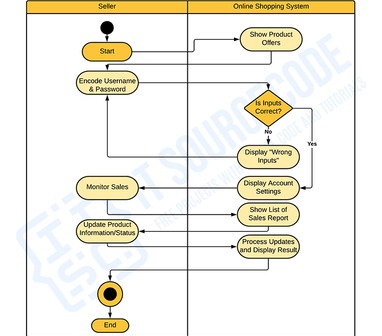 Seller
Online Shopping System
Start
Show Product
Offers
Encode Username
& Password
Is Inputs
Correct?
No
Yes
Display "Wrong
Inputs"
Monitor Sales
Display Account
Settings
Show List of
Sales Report
Update Product
Information/Status
Process Updates
and Display Result
End
IT SOURCECODE